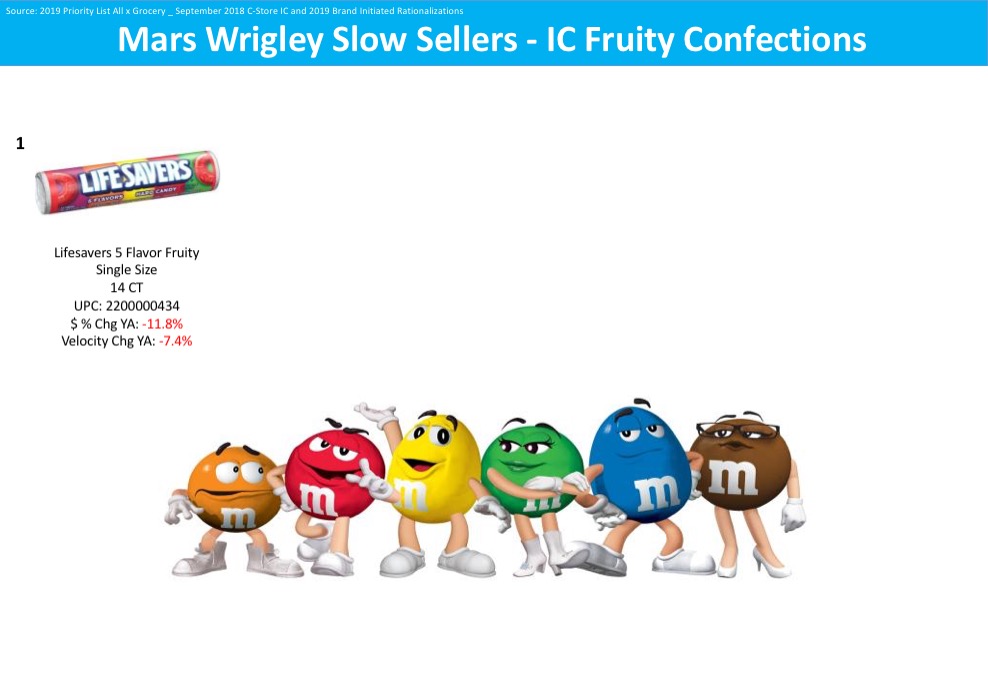 Source: 2019 Priority List All x Grocery _ September 2018 C-Store IC and 2019 Brand Initiated Rationalizations
Mars Wrigley Slow Sellers - IC Fruity Confections
1
LIFE SAVERS
5 FLAVORS HARD CANDY
Lifesavers 5 Flavor Fruity
Single Size
14 CT
UPC: 2200000434
$ % Chg YA: -11.8%
Velocity Chg YA: -7.4%
m m m m m m